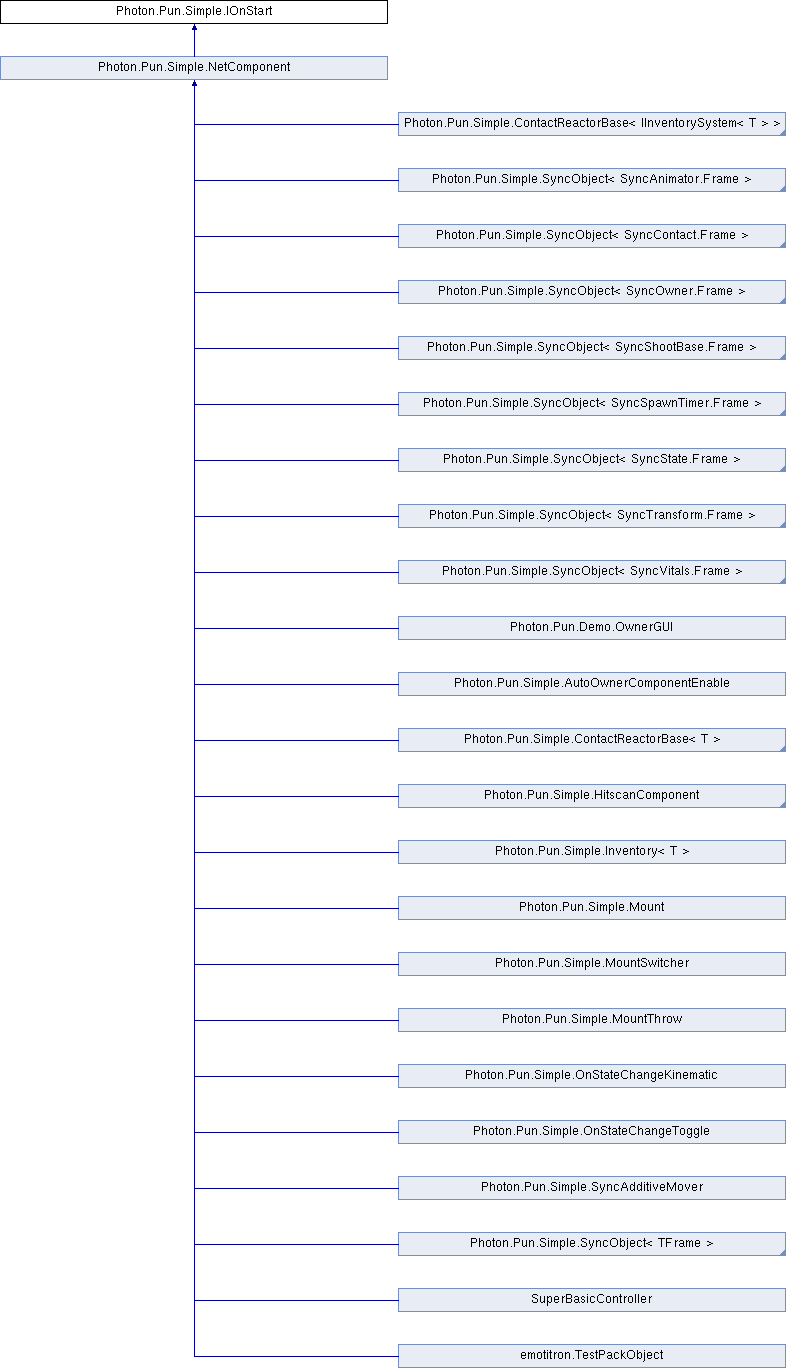 Photon.Pun.Simple.IOnStart
Photon.Pun.Simple.NetComponent
Photon.Pun.Simple.ContactReactorBase< IInventorySystem< T > >
Photon.Pun.Simple.SyncObject< SyncAnimator.Frame >
Photon.Pun.Simple.SyncObject< SyncContact.Frame >
Photon.Pun.Simple.SyncObject< SyncOwner.Frame >
Photon.Pun.Simple.SyncObject< SyncShootBase.Frame >
Photon.Pun.Simple.SyncObject< SyncSpawnTimer.Frame >
Photon.Pun.Simple.SyncObject< SyncState.Frame >
Photon.Pun.Simple.SyncObject< SyncTransform.Frame >
Photon.Pun.Simple.SyncObject< SyncVitals.Frame >
Photon.Pun.Demo.OwnerGUI
Photon.Pun.Simple.AutoOwnerComponentEnable
Photon.Pun.Simple.ContactReactorBase< T >
Photon.Pun.Simple.HitscanComponent
Photon.Pun.Simple.Inventory< T >
Photon.Pun.Simple.Mount
Photon.Pun.Simple.MountSwitcher
Photon.Pun.Simple.MountThrow
Photon.Pun.Simple.OnStateChangeKinematic
Photon.Pun.Simple.OnStateChangeToggle
Photon.Pun.Simple.SyncAdditiveMover
Photon.Pun.Simple.SyncObject< TFrame >
SuperBasicController
emotitron.TestPackObject